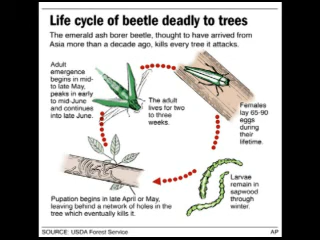 Life cycle of beetle deadly to trees
The emerald ash borer beetle, thought to have arrived from
Asia more than a decade ago, kills every tree it attacks.
Adult
emergence
begins in mid-
to late May,
peaks in early
to mid-June
and continues
into late June.
The adult
lives for two
to three
weeks.
Females
lay 65-90
eggs
during
their
lifetime.
Larvae
remain in
sapwood
through
winter.
Pupation begins in late April or May,
leaving behind a network of holes in the
tree which eventually kills it.
SOURCE: USDA Forest Service
AP